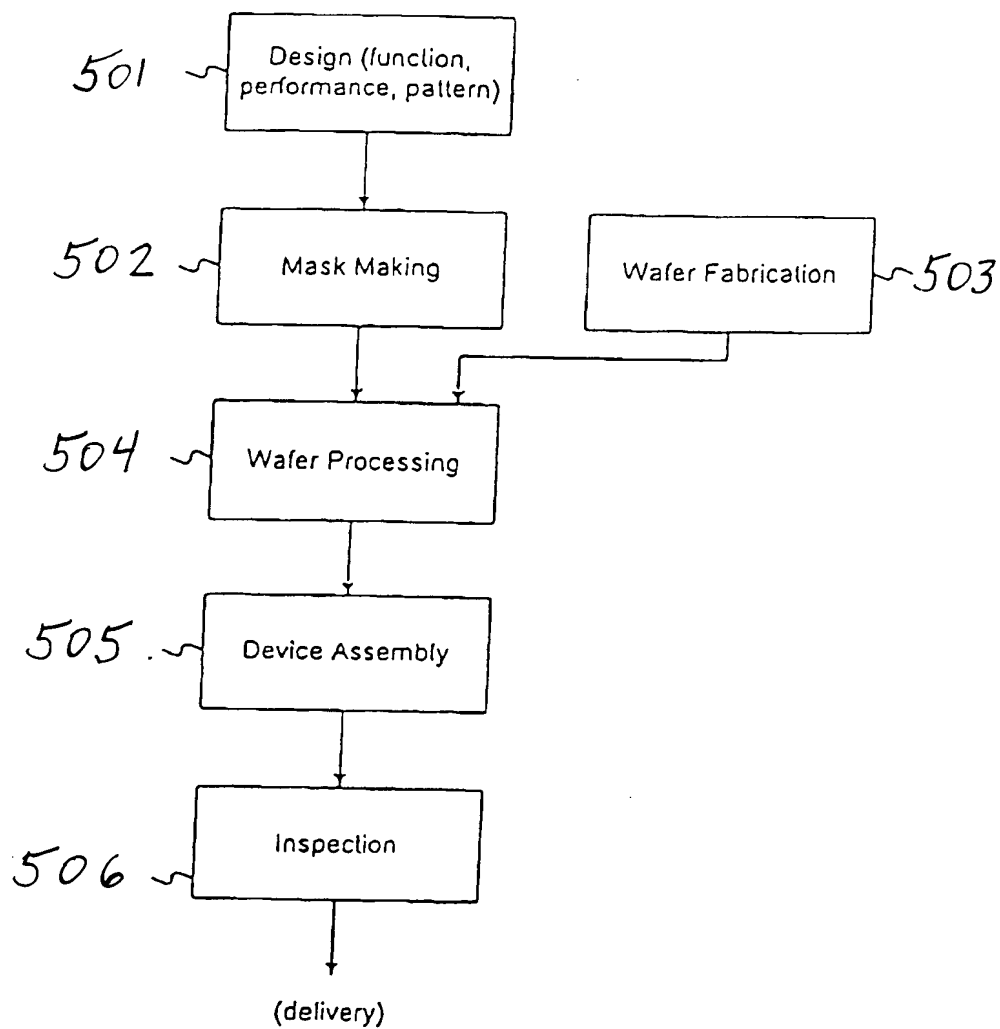 501
Design (function,
performance, pattern)
502
Mask Making
Wafer Fabrication
503
504
Wafer Processing
505
Device Assembly
Inspection
506
(delivery)